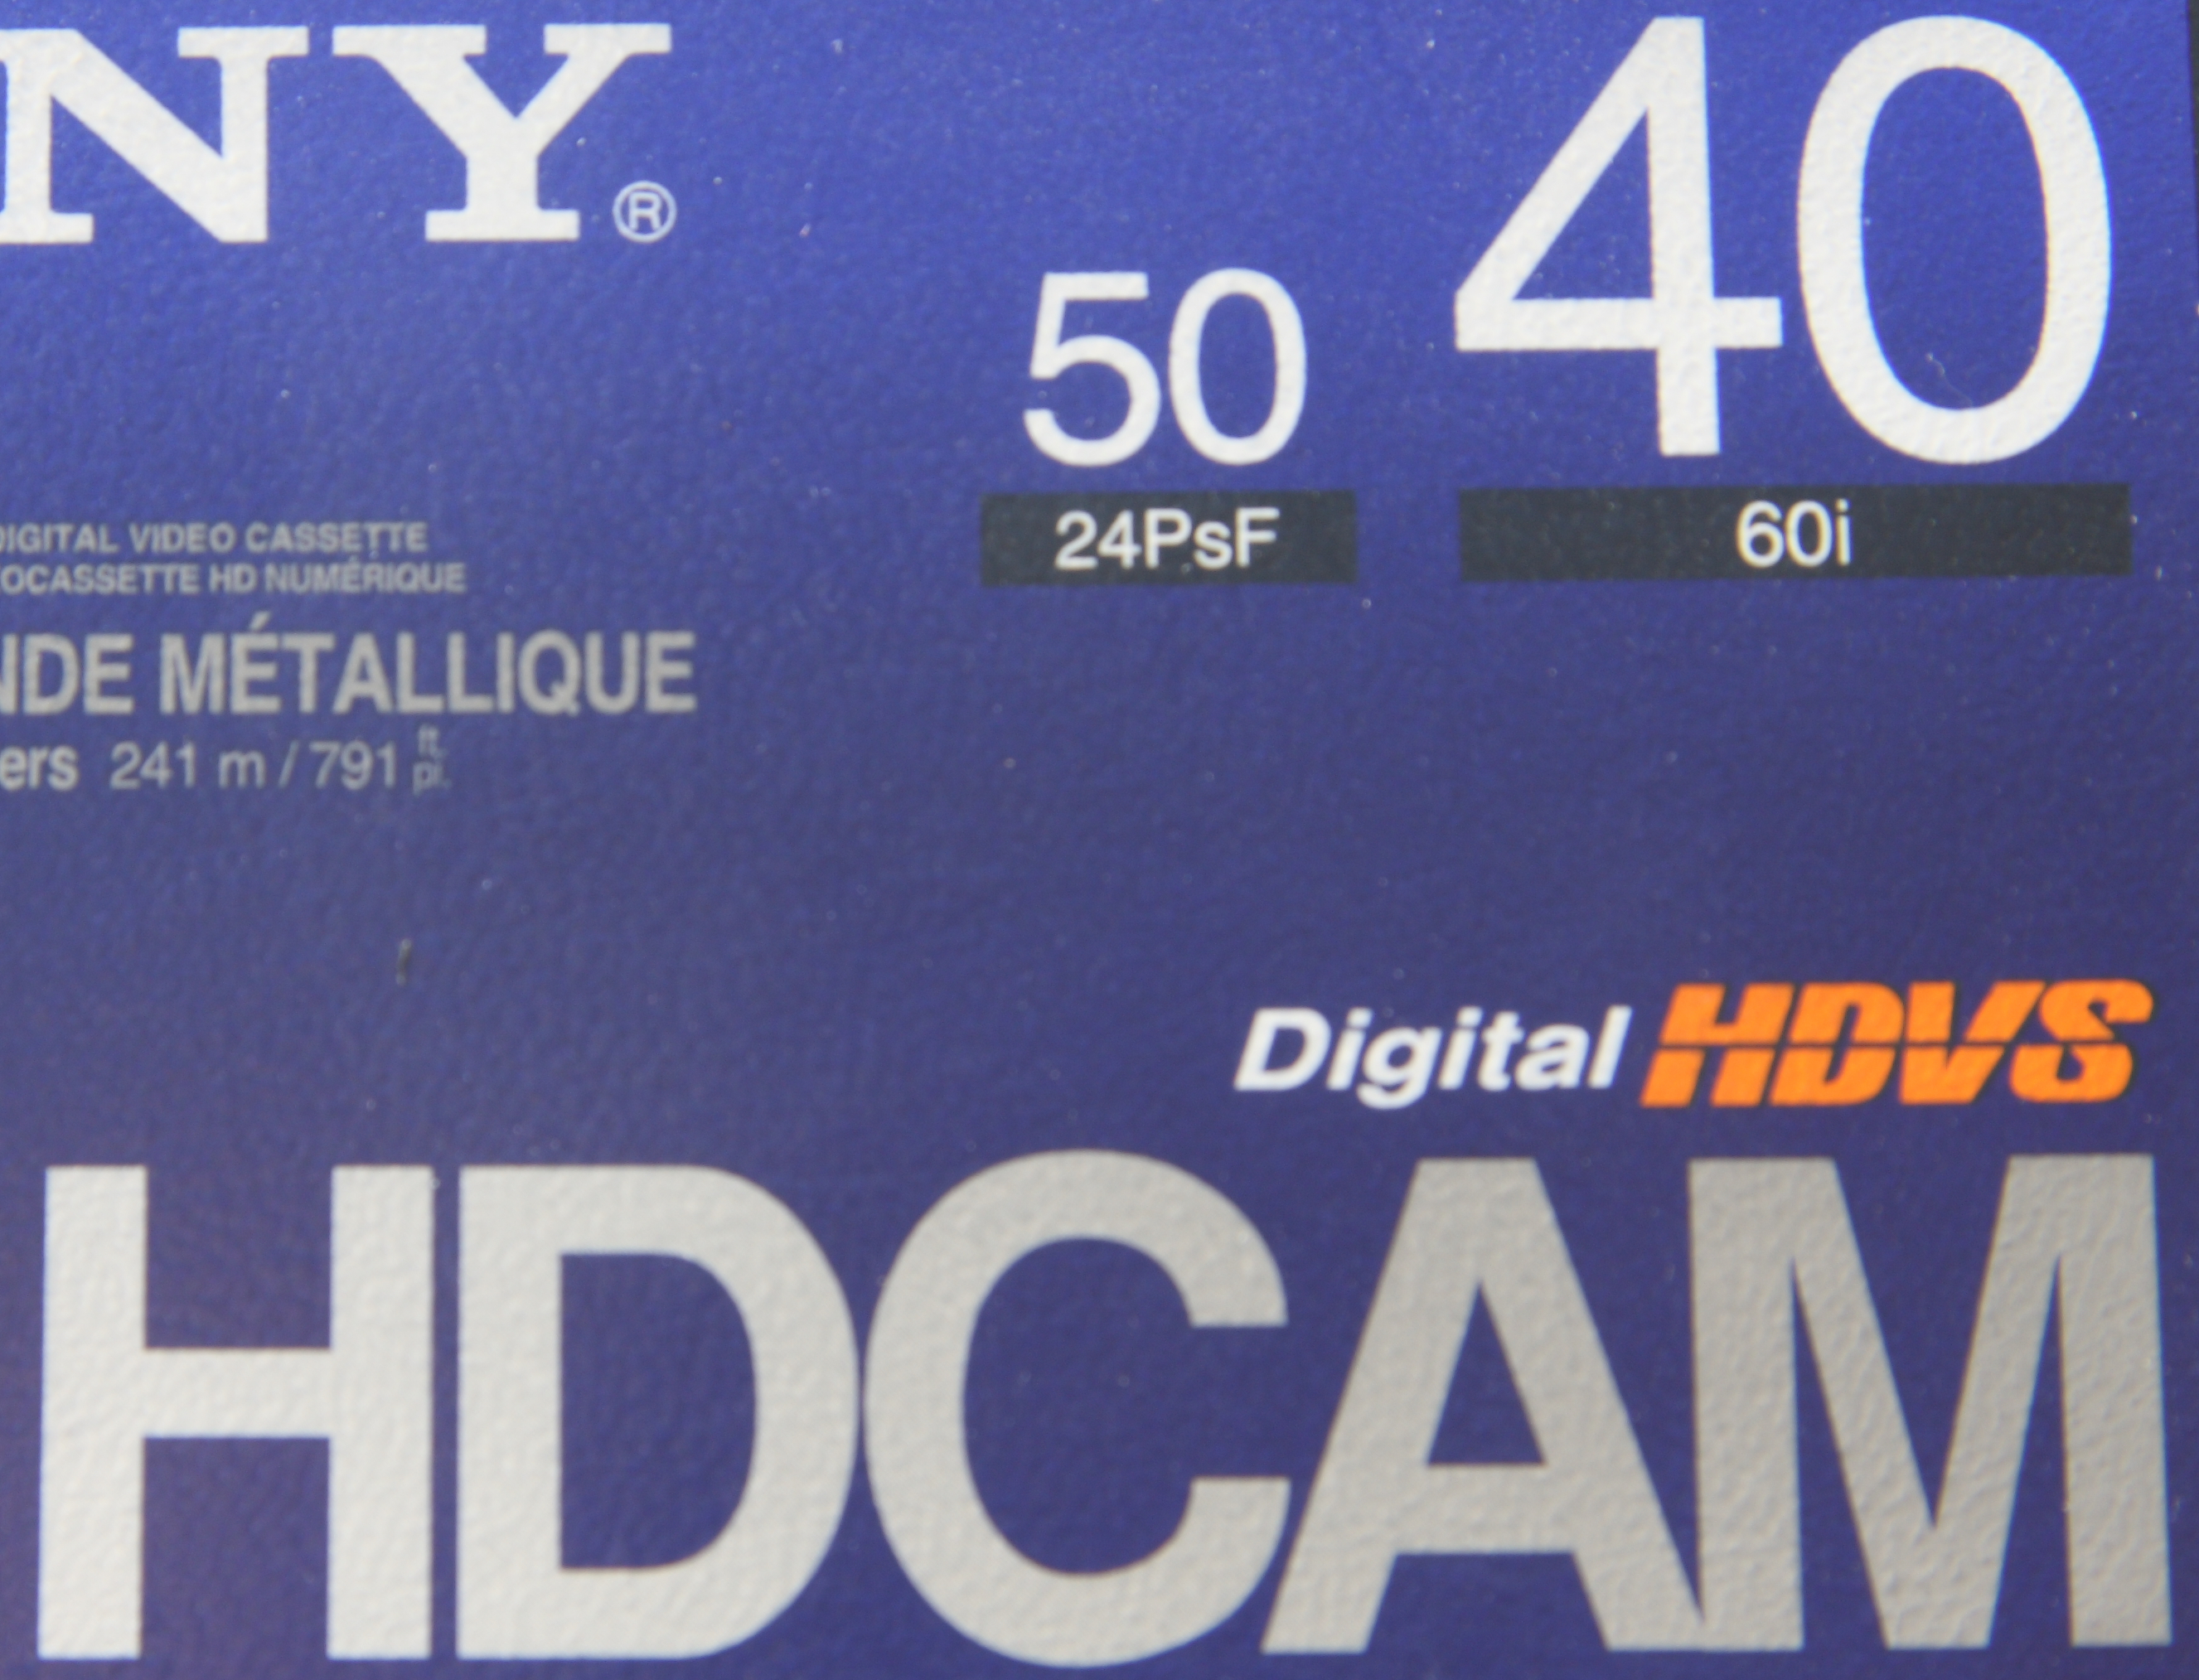 NY®
50 40
24PsF 60i
DIGITAL VIDEO CASSETTE
OCASSETTE HD NUMÉRIQUE
NDE MÉTALLIQUE
ers 241 m / 791 ft. pi.
Digital HDVS
HDCAM